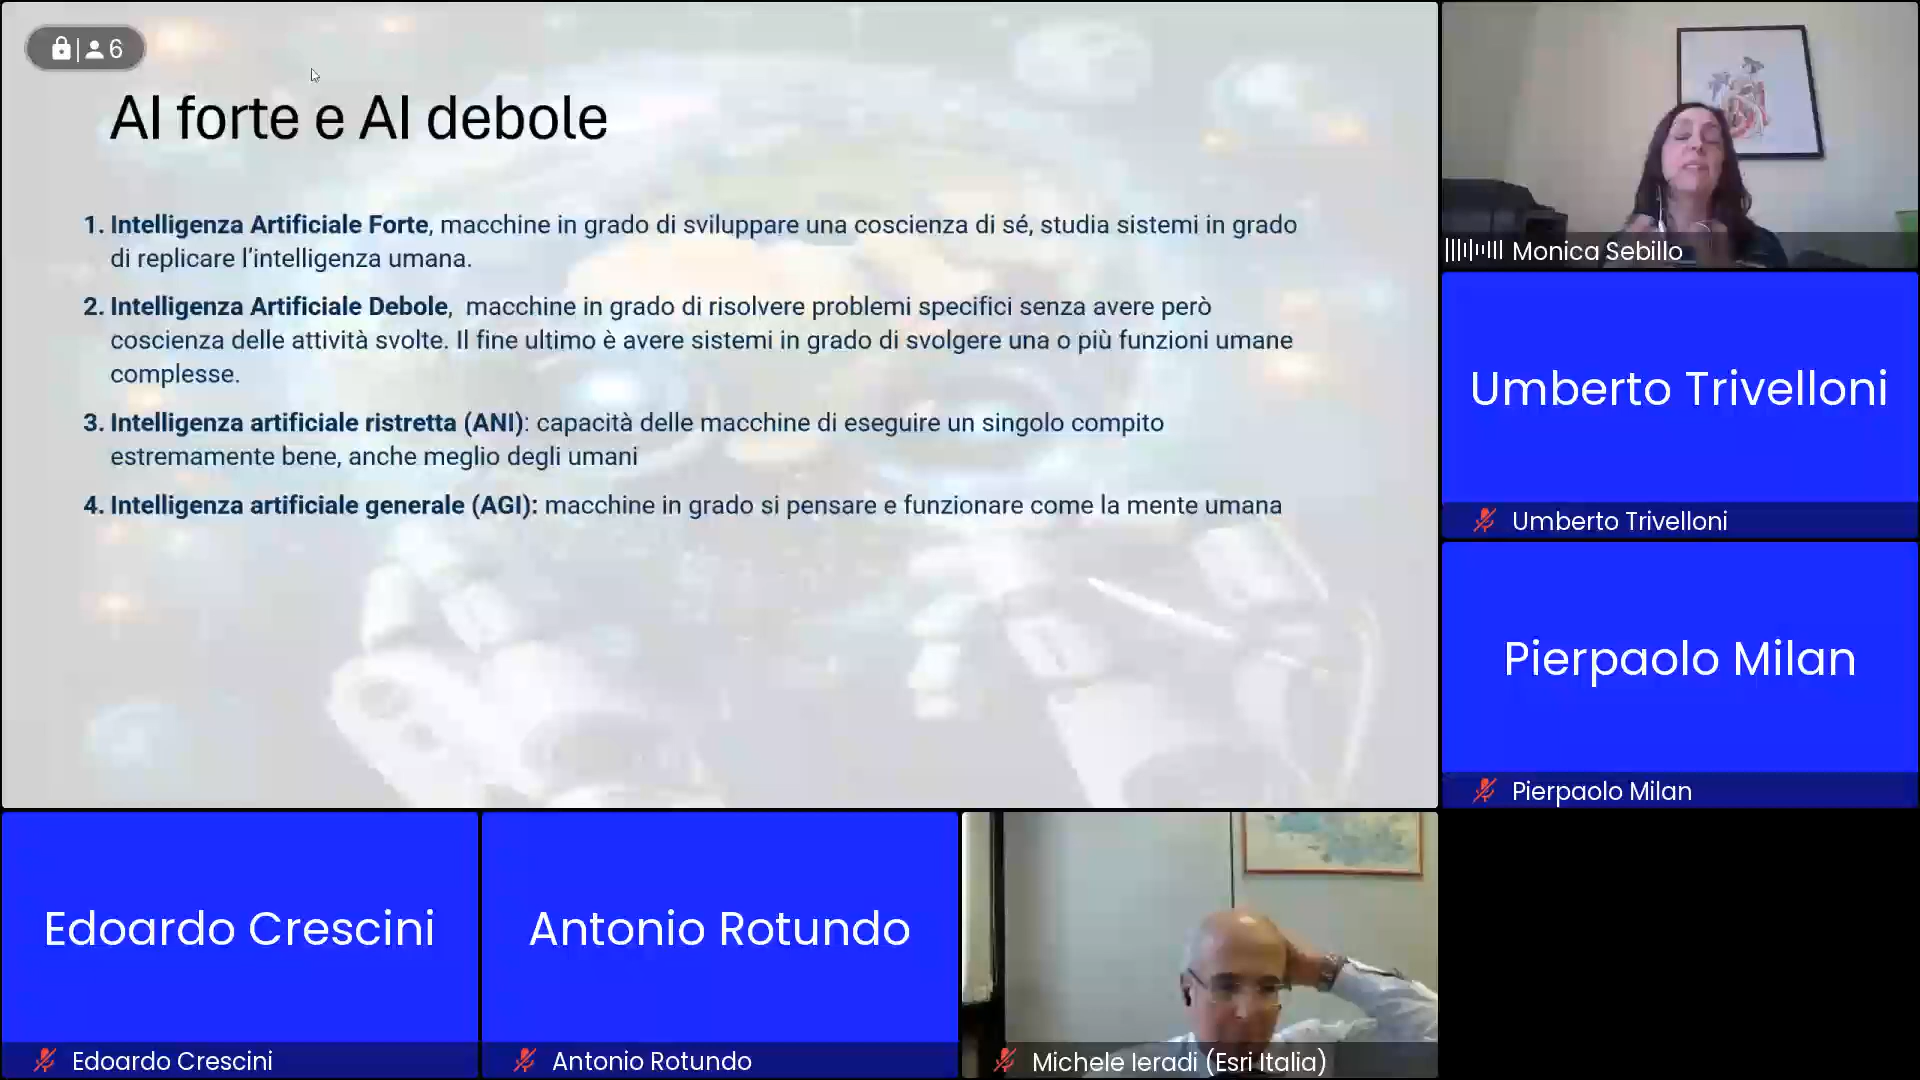 6
AI forte e AI debole
1. Intelligenza Artificiale Forte, macchine in grado di sviluppare una coscienza di sé, studia sistemi in grado
di replicare l’intelligenza umana.
2. Intelligenza Artificiale Debole,  macchine in grado di risolvere problemi specifici senza avere però
coscienza delle attività svolte. Il fine ultimo è avere sistemi in grado di svolgere una o più funzioni umane
complesse.
3. Intelligenza artificiale ristretta (ANI): capacità delle macchine di eseguire un singolo compito
estremamente bene, anche meglio degli umani
4. Intelligenza artificiale generale (AGI): macchine in grado si pensare e funzionare come la mente umana
Monica Sebillo
Umberto Trivelloni
Umberto Trivelloni
Pierpaolo Milan
Pierpaolo Milan
Edoardo Crescini
Edoardo Crescini
Antonio Rotundo
Antonio Rotundo
Michele Ieradi (Esri Italia)